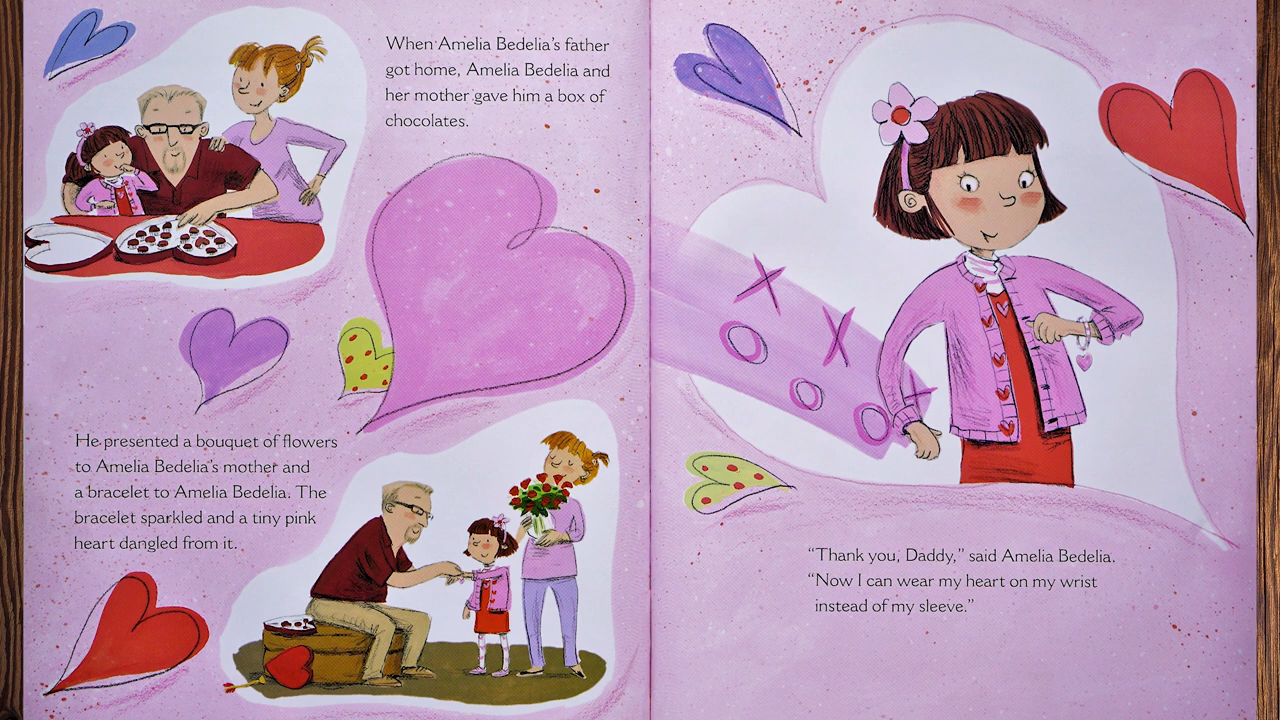 When Amelia Bedelia's father
got home, Amelia Bedelia and
her mother gave him a box of
chocolates.
He presented a bouquet of flowers
to Amelia Bedelia's mother and
a bracelet to Amelia Bedelia. The
bracelet sparkled and a tiny pink
heart dangled from it.
"Thank you, Daddy," said Amelia Bedelia.
"Now I can wear my heart on my wrist
instead of my sleeve."